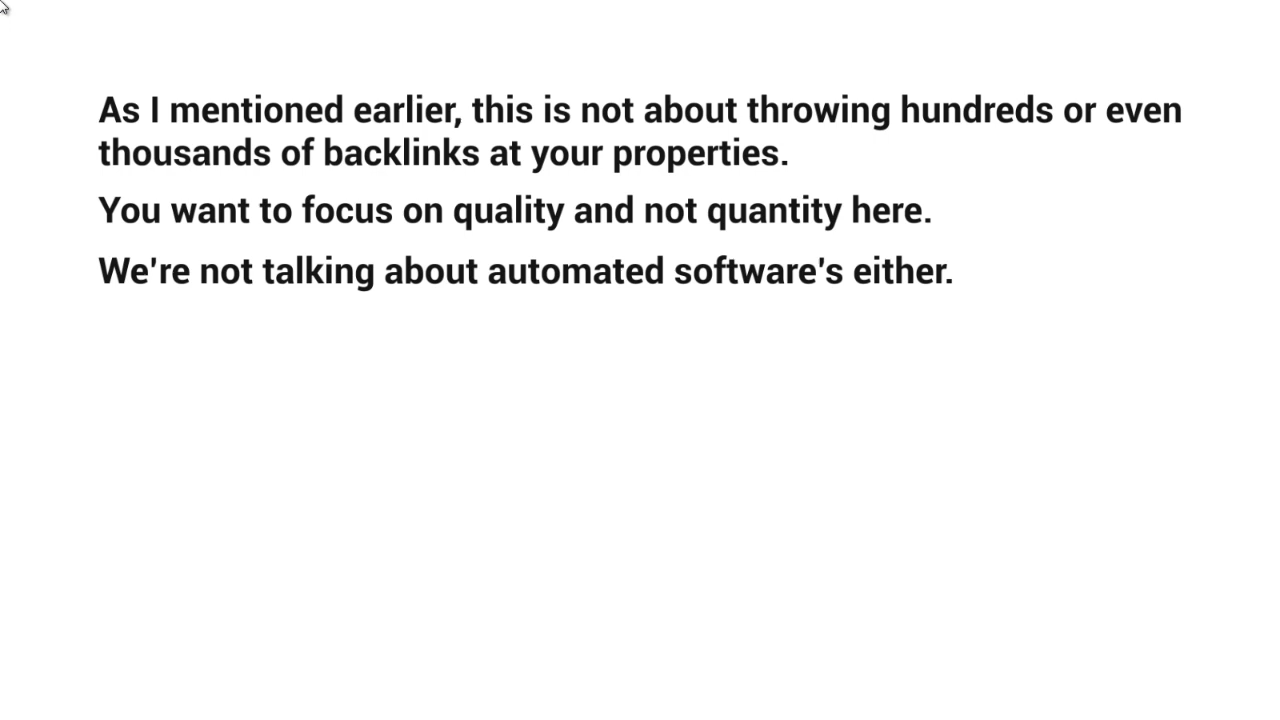 As I mentioned earlier, this is not about throwing hundreds or even
thousands of backlinks at your properties.
You want to focus on quality and not quantity here.
We're not talking about automated software's either.